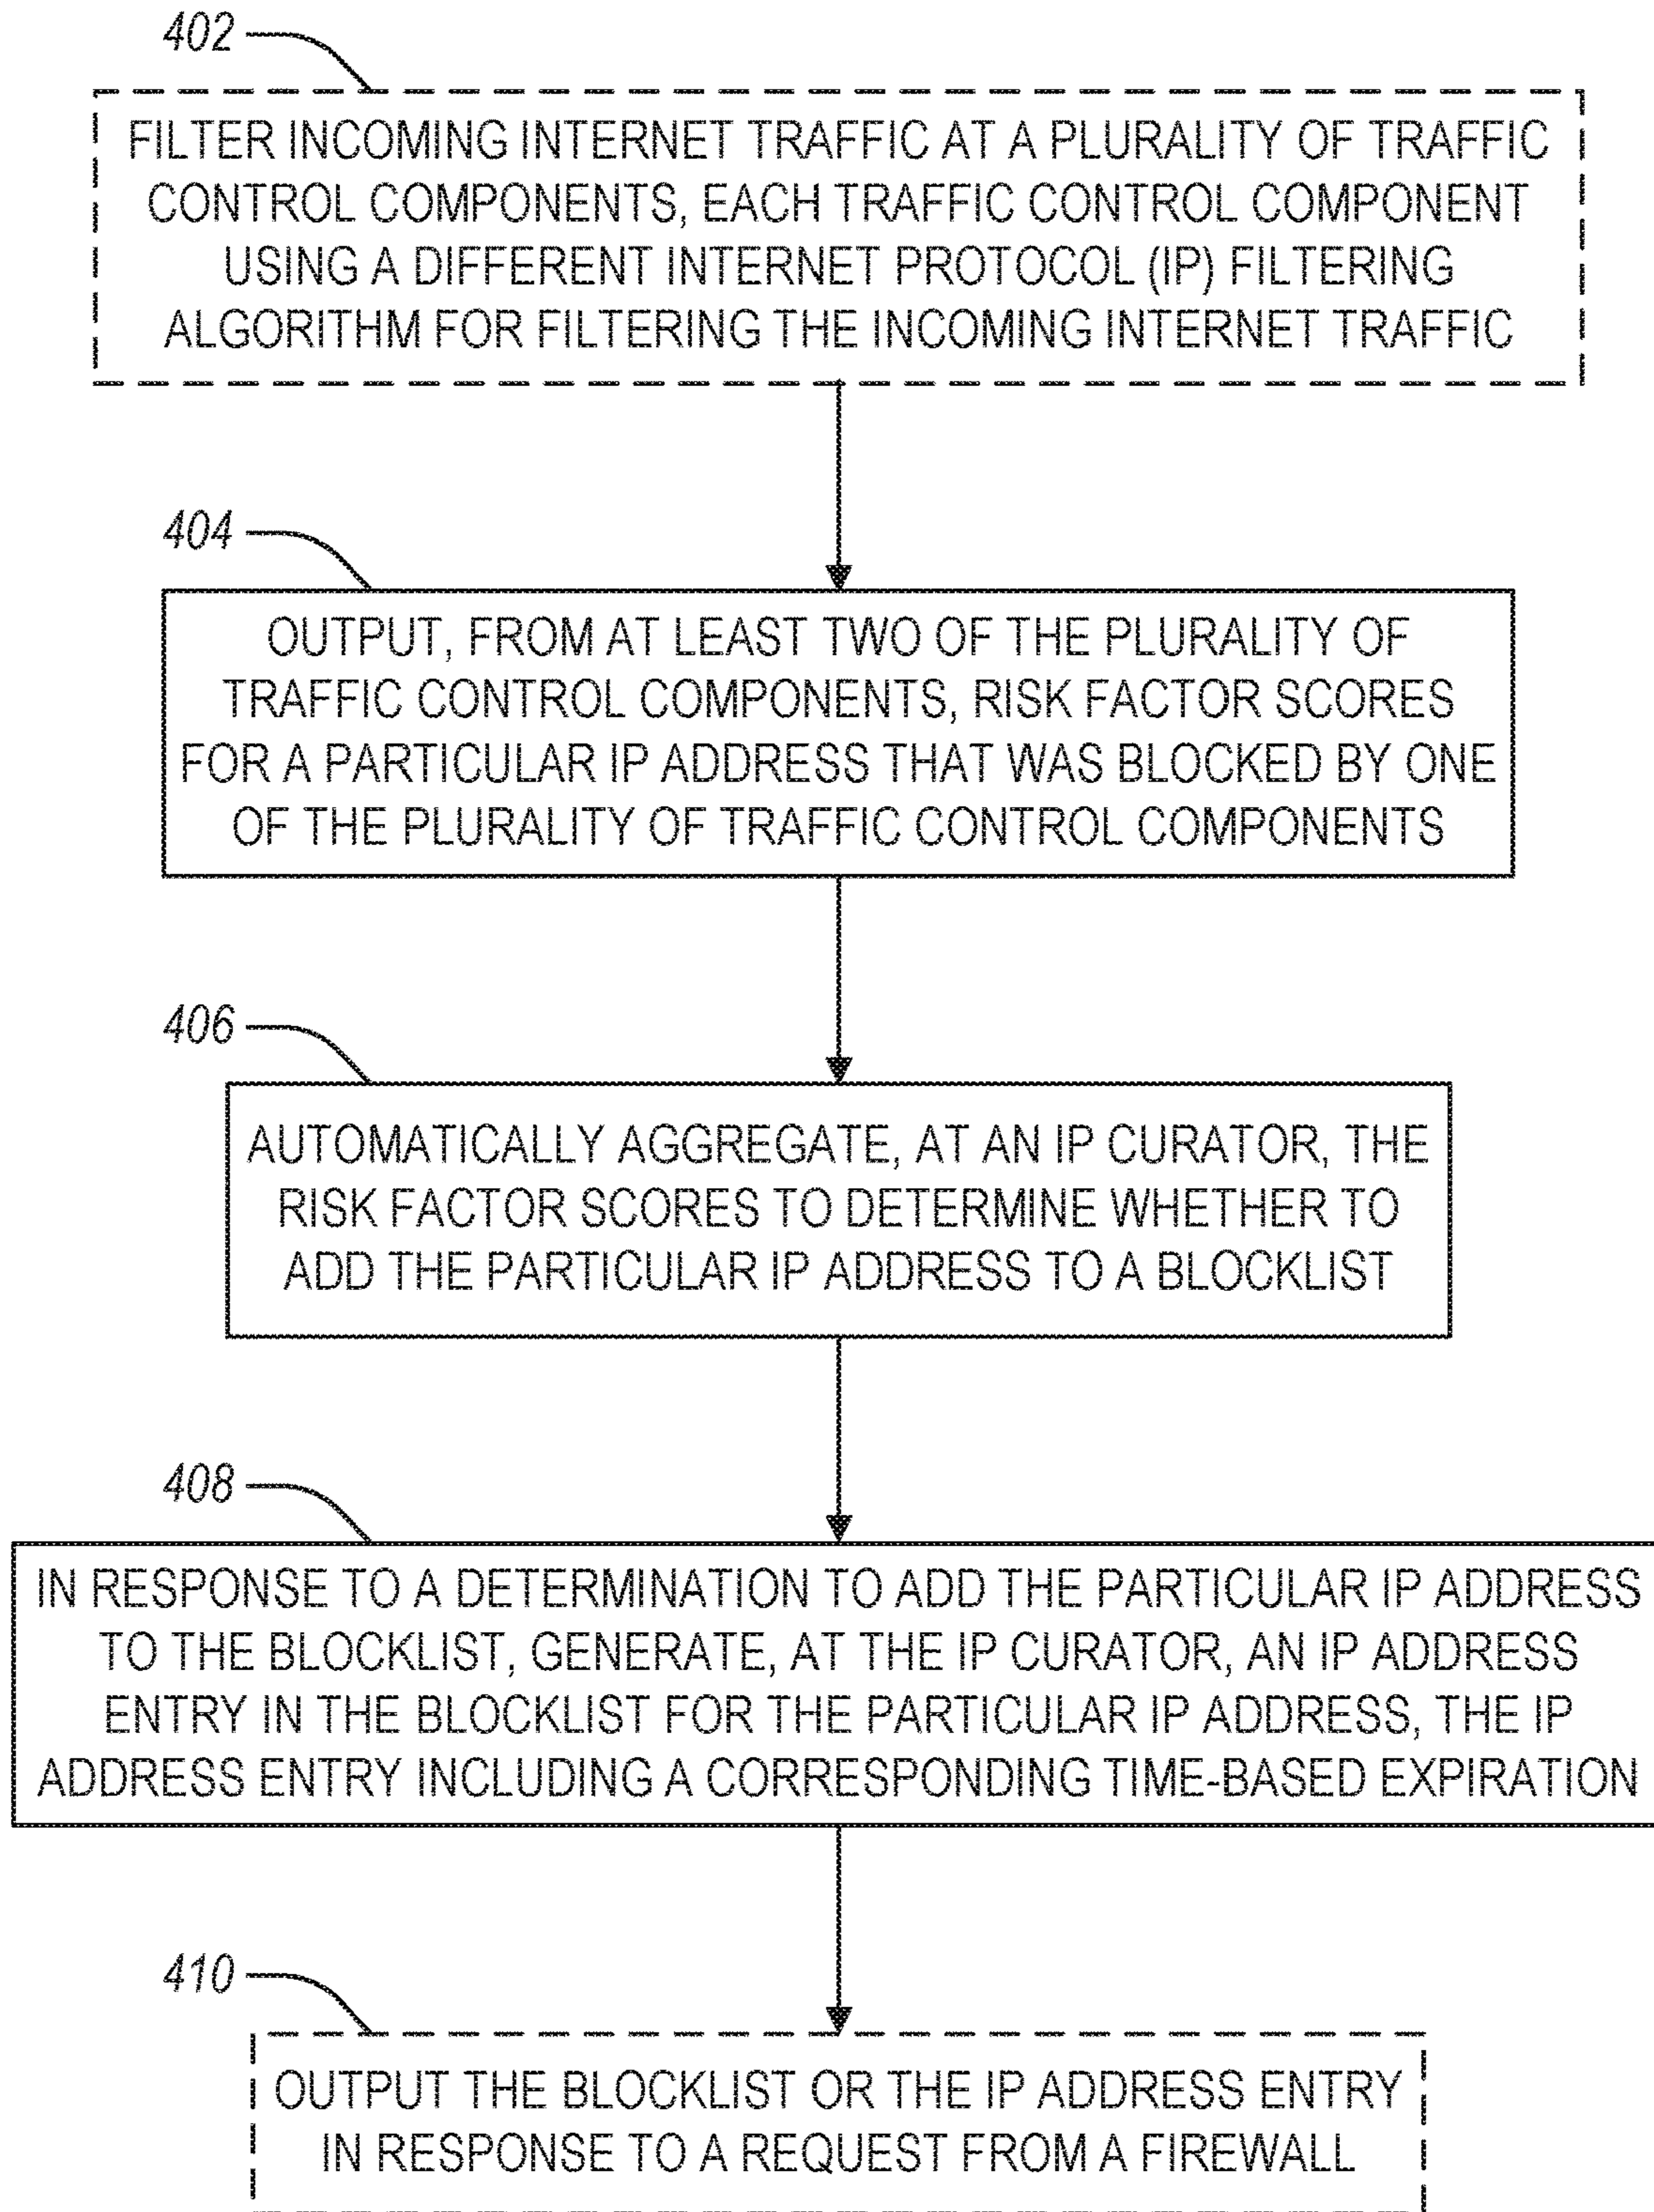 402
FILTER INCOMING INTERNET TRAFFIC AT A PLURALITY OF TRAFFIC
CONTROL COMPONENTS, EACH TRAFFIC CONTROL COMPONENT
USING A DIFFERENT INTERNET PROTOCOL (IP) FILTERING
ALGORITHM FOR FILTERING THE INCOMING INTERNET TRAFFIC
404
OUTPUT, FROM AT LEAST TWO OF THE PLURALITY OF
TRAFFIC CONTROL COMPONENTS, RISK FACTOR SCORES
FOR A PARTICULAR IP ADDRESS THAT WAS BLOCKED BY ONE
OF THE PLURALITY OF TRAFFIC CONTROL COMPONENTS
406
AUTOMATICALLY AGGREGATE, AT AN IP CURATOR, THE
RISK FACTOR SCORES TO DETERMINE WHETHER TO
ADD THE PARTICULAR IP ADDRESS TO A BLOCKLIST
408
IN RESPONSE TO A DETERMINATION TO ADD THE PARTICULAR IP ADDRESS
TO THE BLOCKLIST, GENERATE, AT THE IP CURATOR, AN IP ADDRESS
ENTRY IN THE BLOCKLIST FOR THE PARTICULAR IP ADDRESS, THE IP
ADDRESS ENTRY INCLUDING A CORRESPONDING TIME-BASED EXPIRATION
410
OUTPUT THE BLOCKLIST OR THE IP ADDRESS ENTRY
IN RESPONSE TO A REQUEST FROM A FIREWALL